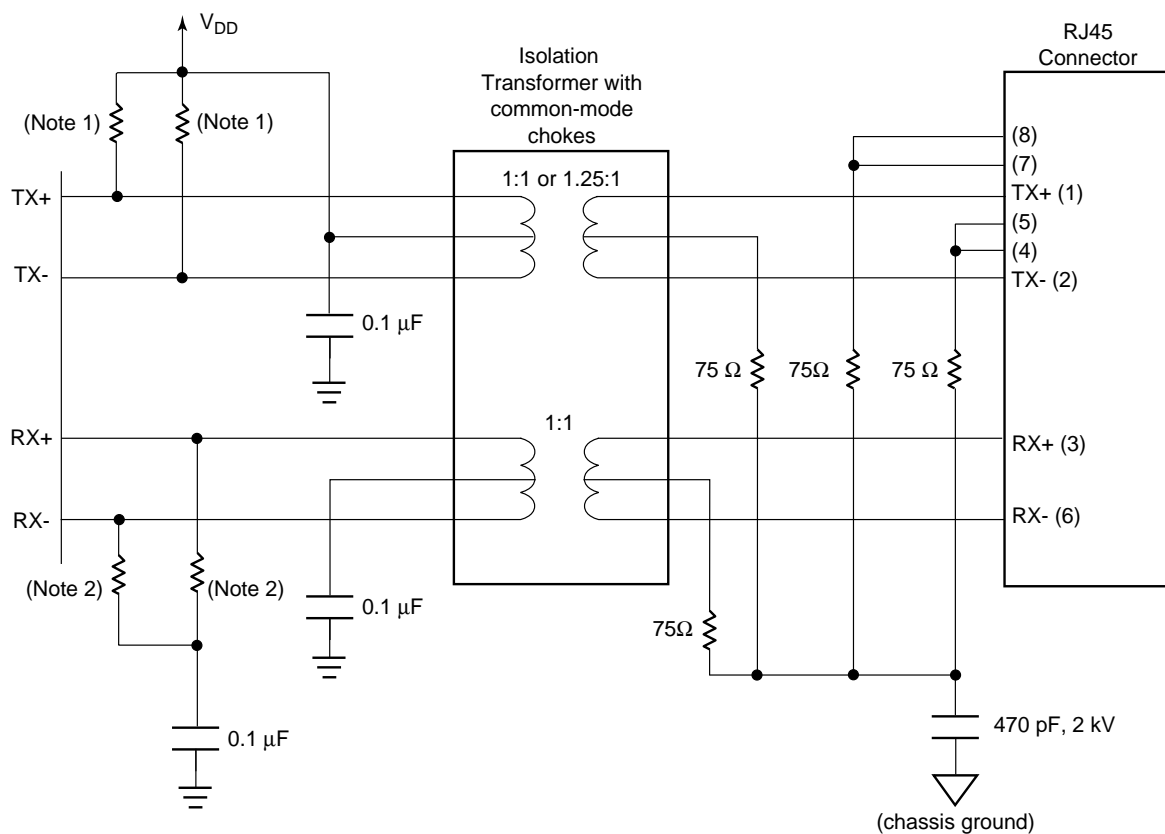 V_DD
RJ45
Connector
Isolation
Transformer with
common-mode
chokes
(Note 1)
(Note 1)
(8)
(7)
1:1 or 1.25:1
TX+
TX+ (1)
(5)
(4)
TX-
TX- (2)
0.1 μF
75 Ω
75Ω
75 Ω
1:1
RX+
RX+ (3)
RX-
RX- (6)
(Note 2)
(Note 2)
0.1 μF
75Ω
0.1 μF
470 pF, 2 kV
(chassis ground)